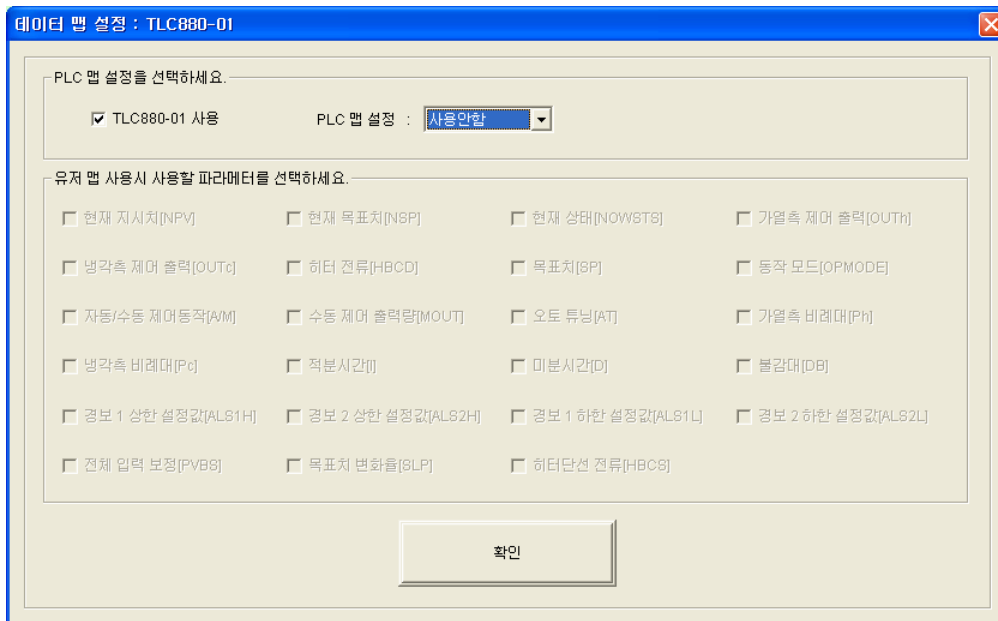 데이터 맵 설정 : TLC880-01
PLC 맵 설정을 선택하세요.
TLC880-01 사용 PLC 맵 설정 : 사용안함
유저 맵 사용시 사용할 파라메터를 선택하세요.
현재 지시치[NPV] 현재 목표치[NSP] 현재 상태[NOWSTS] 가열측 제어 출력[OUTh]
냉각측 제어 출력[OUTc] 히터 전류[HBCD] 목표치[SP] 동작 모드[OPMODE]
자동/수동 제어동작[A/M] 수동 제어 출력량[MOUT] 오토 튜닝[AT] 가열측 비례대[Ph]
냉각측 비례대[Pc] 적분시간[I] 미분시간[D] 불감대[DB]
경보 1 상한 설정값[ALS1H] 경보 2 상한 설정값[ALS2H] 경보 1 하한 설정값[ALS1L] 경보 2 하한 설정값[ALS2L]
전체 입력 보정[PVBS] 목표치 변화율[SLP] 히터단선 전류[HBCS]
확인